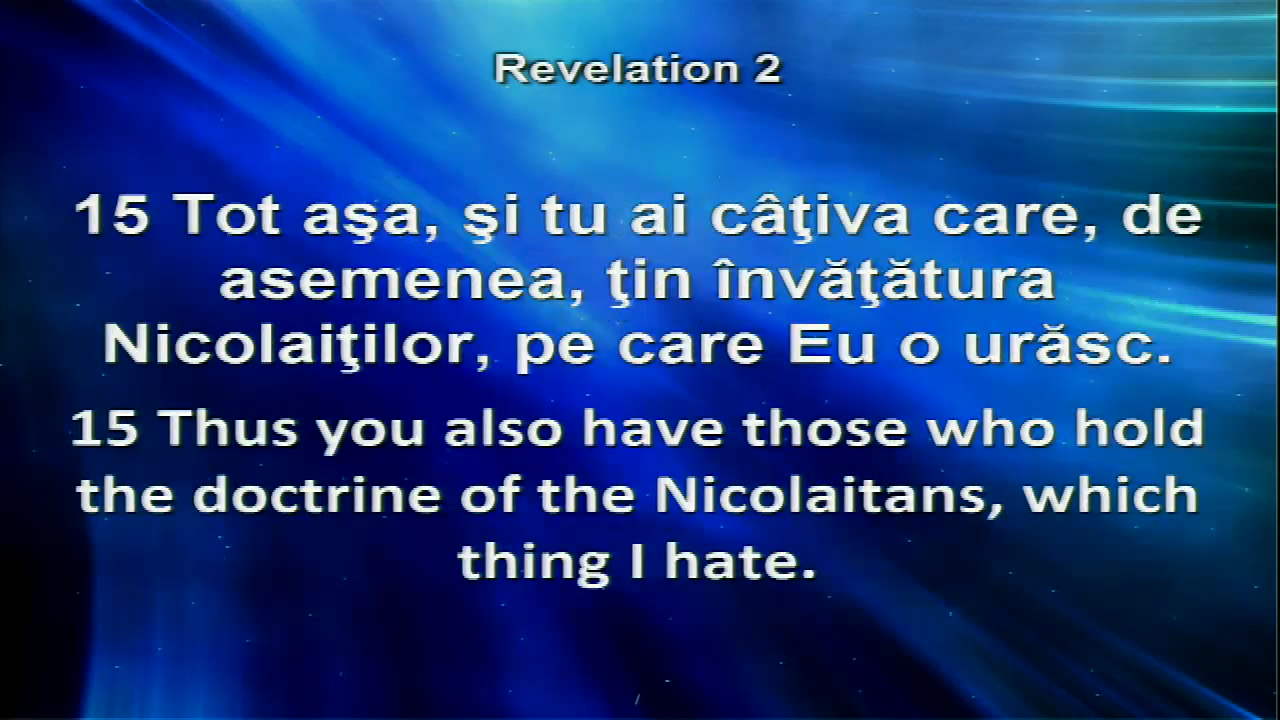 Revelation 2
15 Tot aşa, şi tu ai câţiva care, de
asemenea, ţin învăţătura
Nicolaiţilor, pe care Eu o urăsc.
15 Thus you also have those who hold
the doctrine of the Nicolaitans, which
thing I hate.